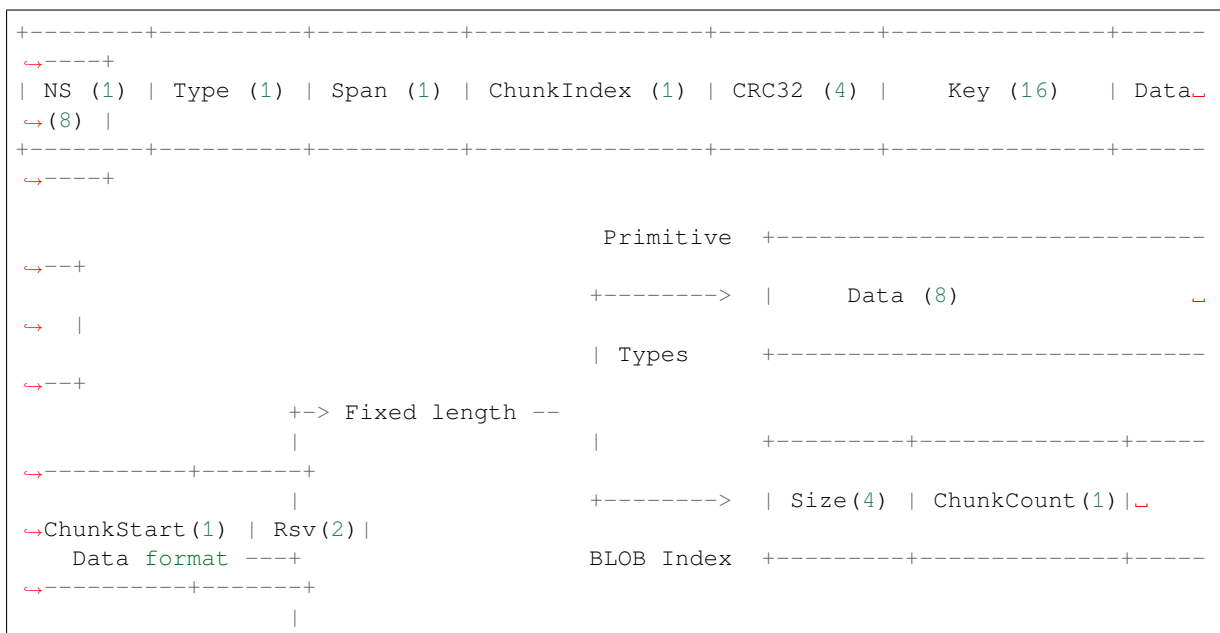 +--------+----------+----------+---------------+-----------+---------------+------
↪----+
| NS (1) | Type (1) | Span (1) | ChunkIndex (1) | CRC32 (4) |    Key (16)    | Data␣
↪(8) |
+--------+----------+----------+---------------+-----------+---------------+------
↪----+
Primitive  +------------------------------
↪--+
+-------->  |     Data (8)                ␣
↪  |
| Types     +------------------------------
↪--+
+-> Fixed length --
|                    |           +---------+--------------+-----
↪----------+-------+
|                    +-------->  | Size(4) | ChunkCount(1)|␣
↪ChunkStart(1) | Rsv(2)|
Data format ---+                    BLOB Index  +---------+--------------+-----
↪----------+-------+
|